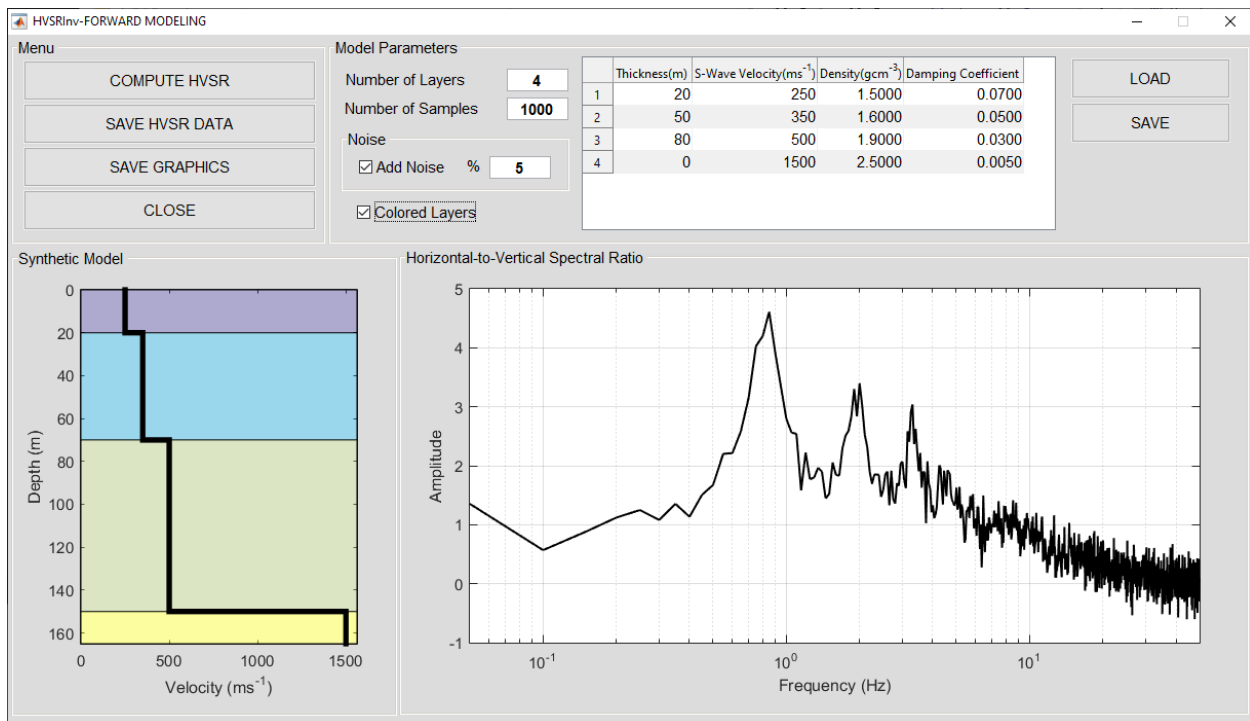 HVSRInv-FORWARD MODELING
Menu
COMPUTE HVSR
SAVE HVSR DATA
SAVE GRAPHICS
CLOSE
Model Parameters
Number of Layers 4
Number of Samples 1000
Noise
Add Noise % 5
Colored Layers
Thickness(m) S-Wave Velocity(ms⁻¹) Density(gcm⁻³) Damping Coefficient
1 20 250 1.5000 0.0700
2 50 350 1.6000 0.0500
3 80 500 1.9000 0.0300
4 0 1500 2.5000 0.0050
LOAD
SAVE
Synthetic Model
Depth (m)
0
20
40
60
80
100
120
140
160
0 500 1000 1500
Velocity (ms⁻¹)
Horizontal-to-Vertical Spectral Ratio
Amplitude
5
4
3
2
1
0
-1
10⁻¹ 10⁰ 10¹
Frequency (Hz)